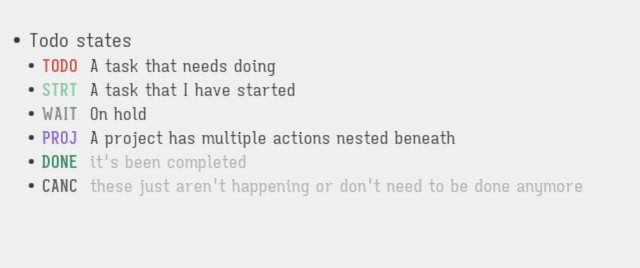 Todo states
TODO A task that needs doing
STRT A task that I have started
WAIT On hold
PROJ A project has multiple actions nested beneath
DONE it's been completed
CANC these just aren't happening or don't need to be done anymore